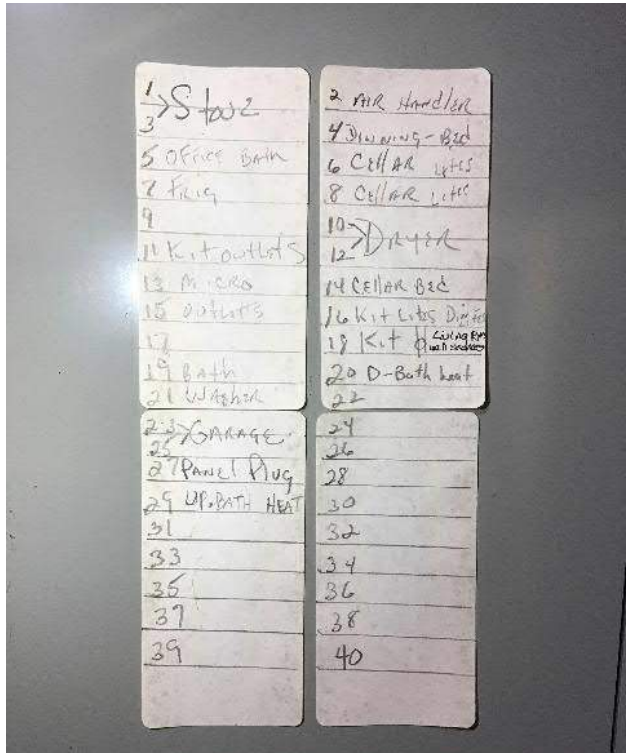 1
3 > Stove
5 OFFICE BATH
7 FRIG
9
11 Kit outlets
13 MICRO
15 outlets
17
19 Bath
21 WASHER
2 AIR HANDLER
4 DINNING-BED
6 CEllAR LITES
8 CEllAR LITES
10
12 > DRYER
14 CEllAR BED
16 Kit Lites
18 Kit LIVING RM
20 D-Bath heat
22
23 > GARAGE
25
27 PANEl Plug
29 UP.BATH HEAT
31
33
35
37
39
24
26
28
30
32
34
36
38
40